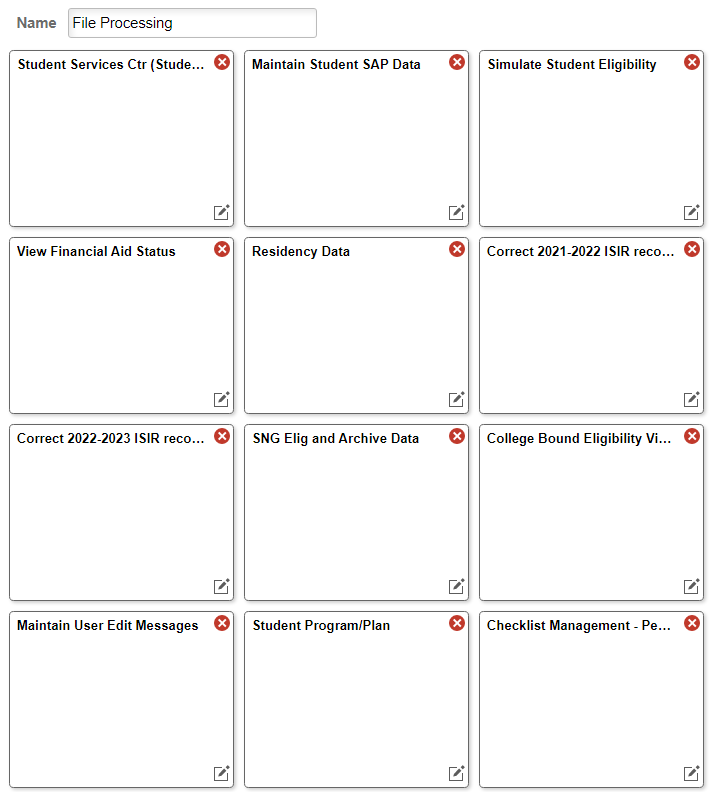 Name File Processing
Student Services Ctr (Stude...
Maintain Student SAP Data
Simulate Student Eligibility
View Financial Aid Status
Residency Data
Correct 2021-2022 ISIR reco...
Correct 2022-2023 ISIR reco...
SNG Elig and Archive Data
College Bound Eligibility Vi...
Maintain User Edit Messages
Student Program/Plan
Checklist Management - Pe...